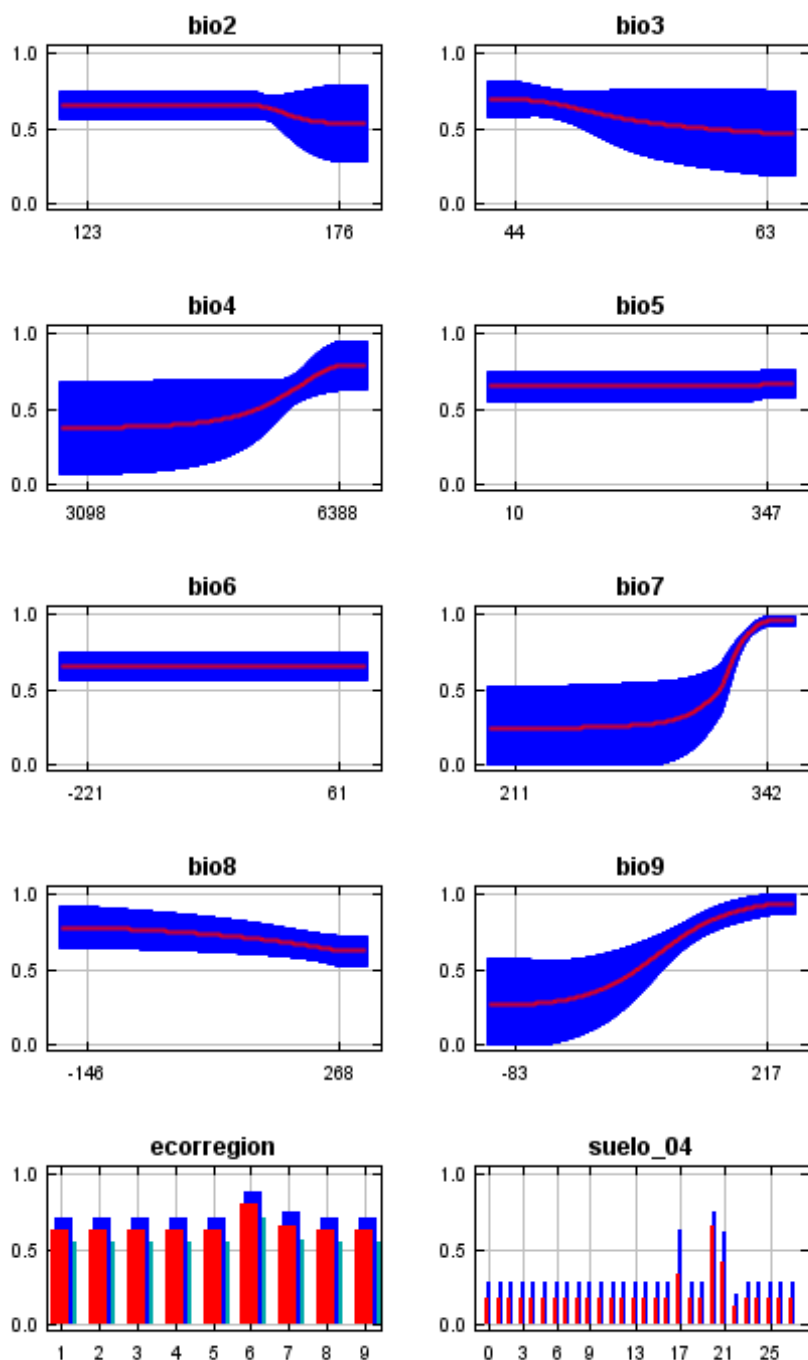 bio2 bio3
1.0 1.0
0.5 0.5
0.0 0.0
123 176 44 63
bio4 bio5
1.0 1.0
0.5 0.5
0.0 0.0
3098 6388 10 347
bio6 bio7
1.0 1.0
0.5 0.5
0.0 0.0
-221 61 211 342
bio8 bio9
1.0 1.0
0.5 0.5
0.0 0.0
-146 268 -83 217
ecorregion suelo_04
1.0 1.0
0.5 0.5
0.0 0.0
1 2 3 4 5 6 7 8 9 0 3 6 9 13 17 21 25